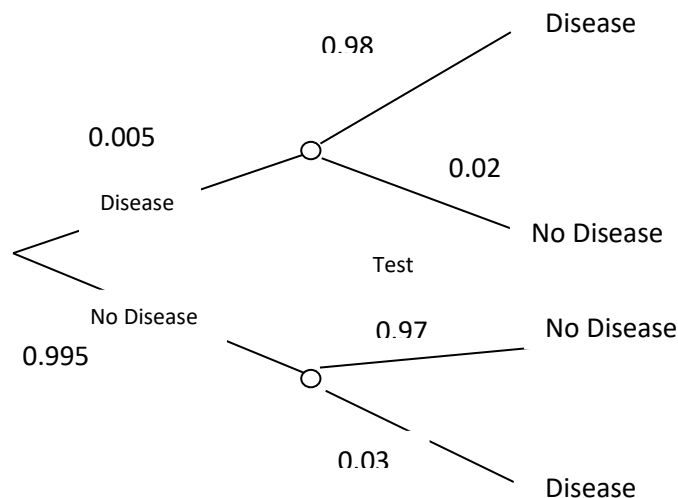 Disease
0.98
0.005
0.02
Disease
No Disease
Test
No Disease
0.97
No Disease
0.995
0.03
Disease